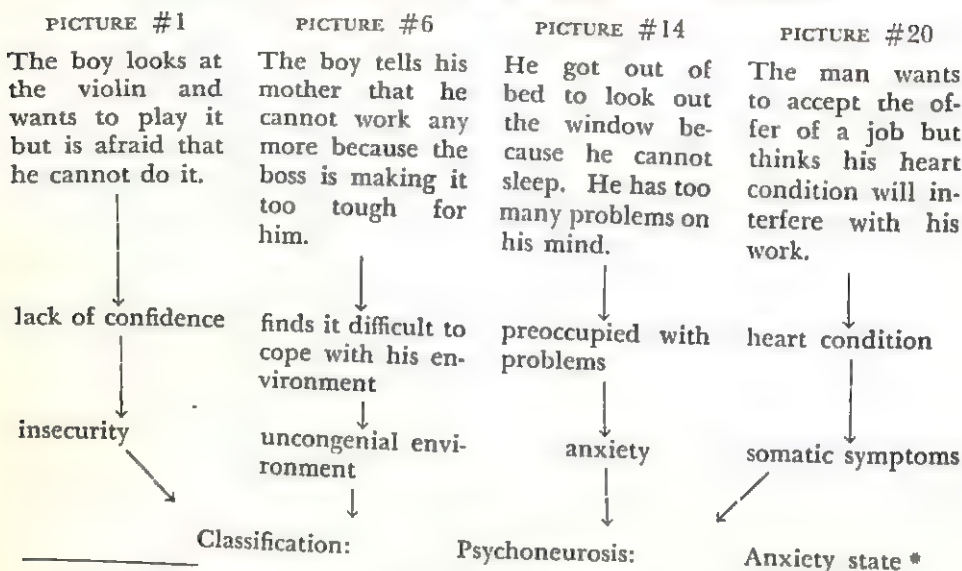 PICTURE #1
The boy looks at
the violin and
wants to play it
but is afraid that
he cannot do it.
lack of confidence
insecurity
PICTURE #6
The boy tells his
mother that he
cannot work any
more because the
boss is making it
too tough for
him.
finds it difficult to
cope with his en-
vironment
uncongenial envi-
ronment
PICTURE #14
He got out of
bed to look out
the window be-
cause he cannot
sleep. He has too
many problems on
his mind.
preoccupied with
problems
anxiety
PICTURE #20
The man wants
to accept the of-
fer of a job but
thinks his heart
condition will in-
terfere with his
work.
heart condition
somatic symptoms
Classification: Psychoneurosis: Anxiety state *